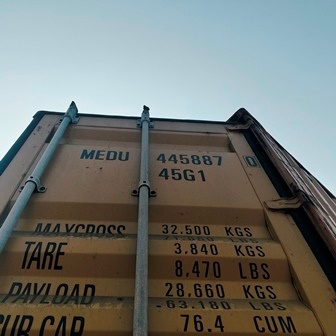 MEDU 445887 0
45G1
MAXGROSS 32.500 KGS
TARE 3.840 KGS
8,470 LBS
PAYLOAD 28.660 KGS
63.180 LBS
CUB CAP 76.4 CUM